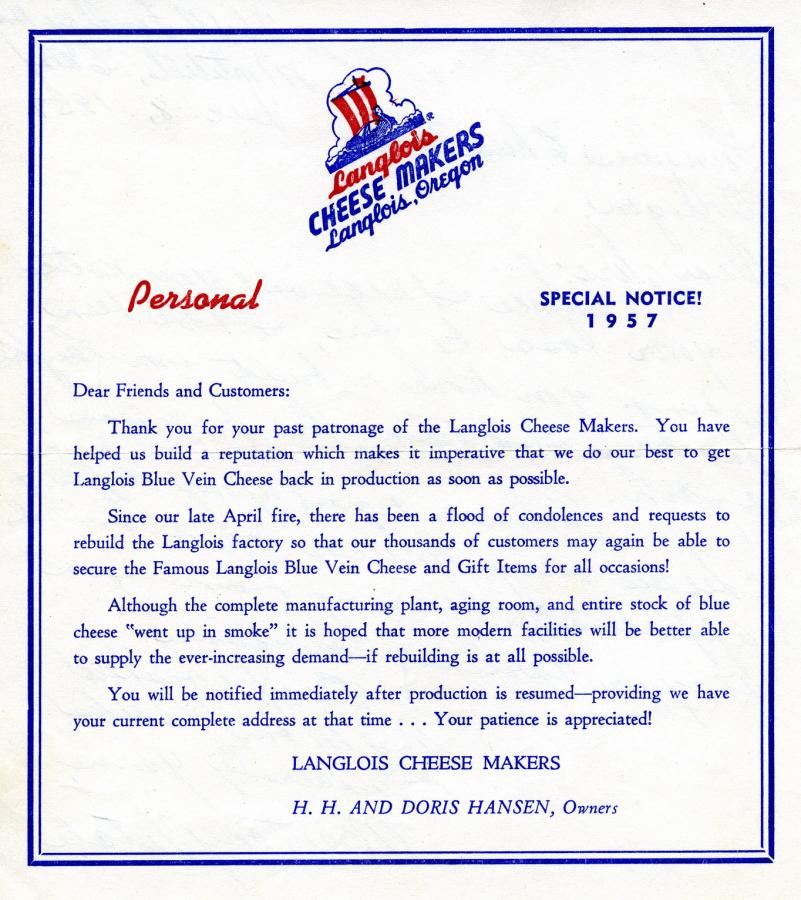 Langlois ®
CHEESE MAKERS
Langlois, Oregon
Personal
SPECIAL NOTICE!
1957
Dear Friends and Customers:
Thank you for your past patronage of the Langlois Cheese Makers. You have
helped us build a reputation which makes it imperative that we do our best to get
Langlois Blue Vein Cheese back in production as soon as possible.
Since our late April fire, there has been a flood of condolences and requests to
rebuild the Langlois factory so that our thousands of customers may again be able to
secure the Famous Langlois Blue Vein Cheese and Gift Items for all occasions!
Although the complete manufacturing plant, aging room, and entire stock of blue
cheese "went up in smoke" it is hoped that more modern facilities will be better able
to supply the ever-increasing demand—if rebuilding is at all possible.
You will be notified immediately after production is resumed—providing we have
your current complete address at that time . . . Your patience is appreciated!
LANGLOIS CHEESE MAKERS
H. H. AND DORIS HANSEN, Owners